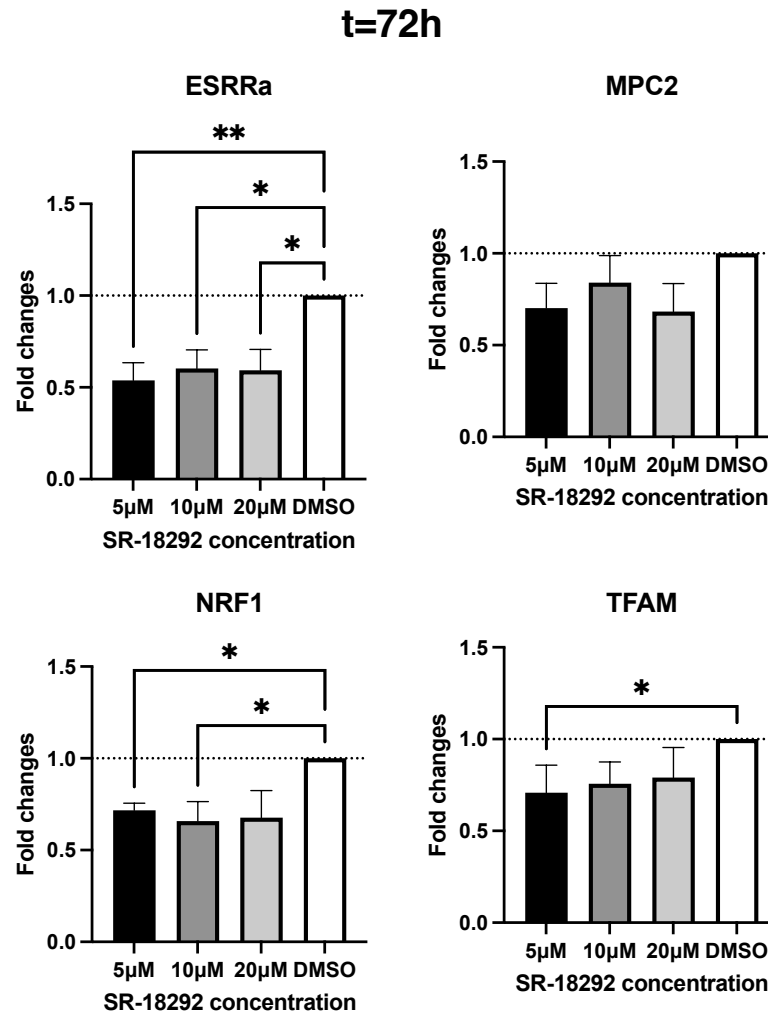 t=72h
ESRRa
**
*
*
1.5
1.0
0.5
0.0
Fold changes
5μM 10μM 20μM DMSO
SR-18292 concentration
MPC2
1.5
1.0
0.5
0.0
Fold changes
5μM 10μM 20μM DMSO
SR-18292 concentration
NRF1
*
*
1.5
1.0
0.5
0.0
Fold changes
5μM 10μM 20μM DMSO
SR-18292 concentration
TFAM
*
1.5
1.0
0.5
0.0
Fold changes
5μM 10μM 20μM DMSO
SR-18292 concentration